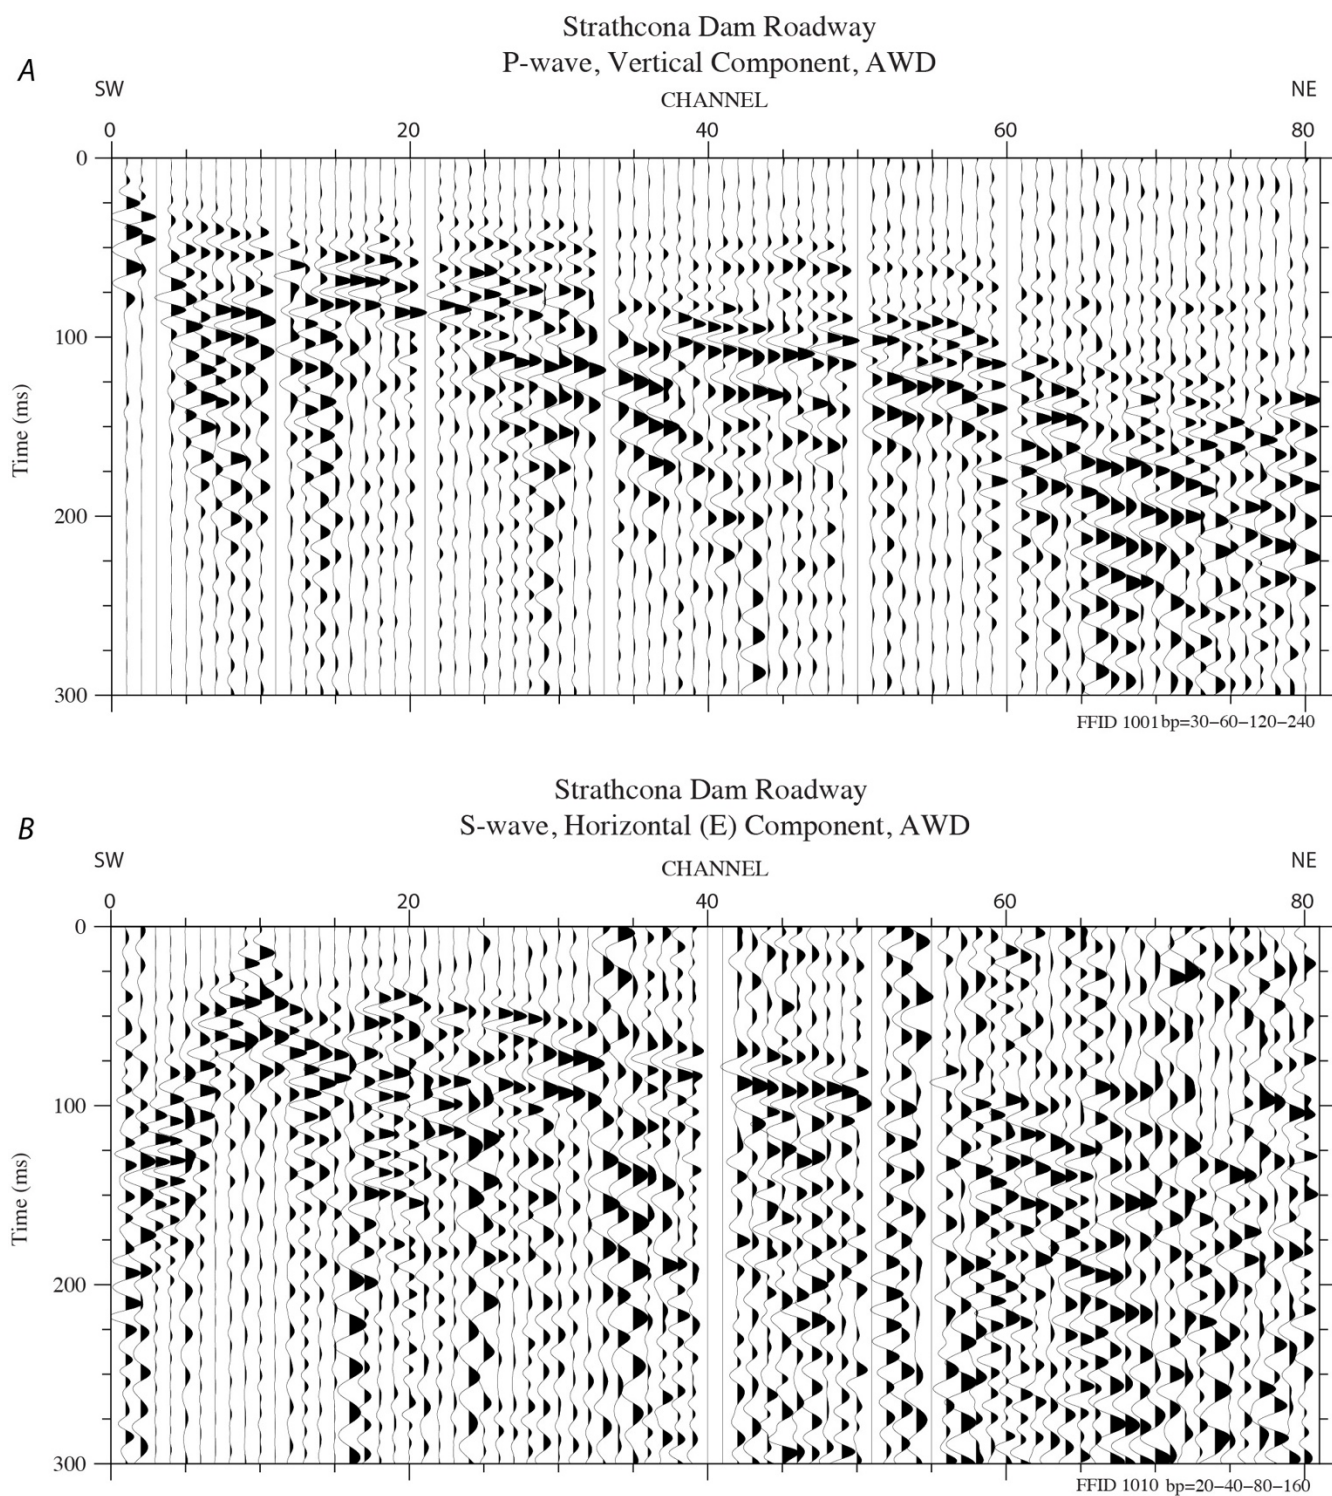 Strathcona Dam Roadway
A
P-wave, Vertical Component, AWD
SW
CHANNEL
NE
0 20 40 60 80
0
100
200
300
Time (ms)
FFID 1001 bp=30−60−120−240
Strathcona Dam Roadway
B
S-wave, Horizontal (E) Component, AWD
SW
CHANNEL
NE
0 20 40 60 80
0
100
200
300
Time (ms)
FFID 1010 bp=20−40−80−160